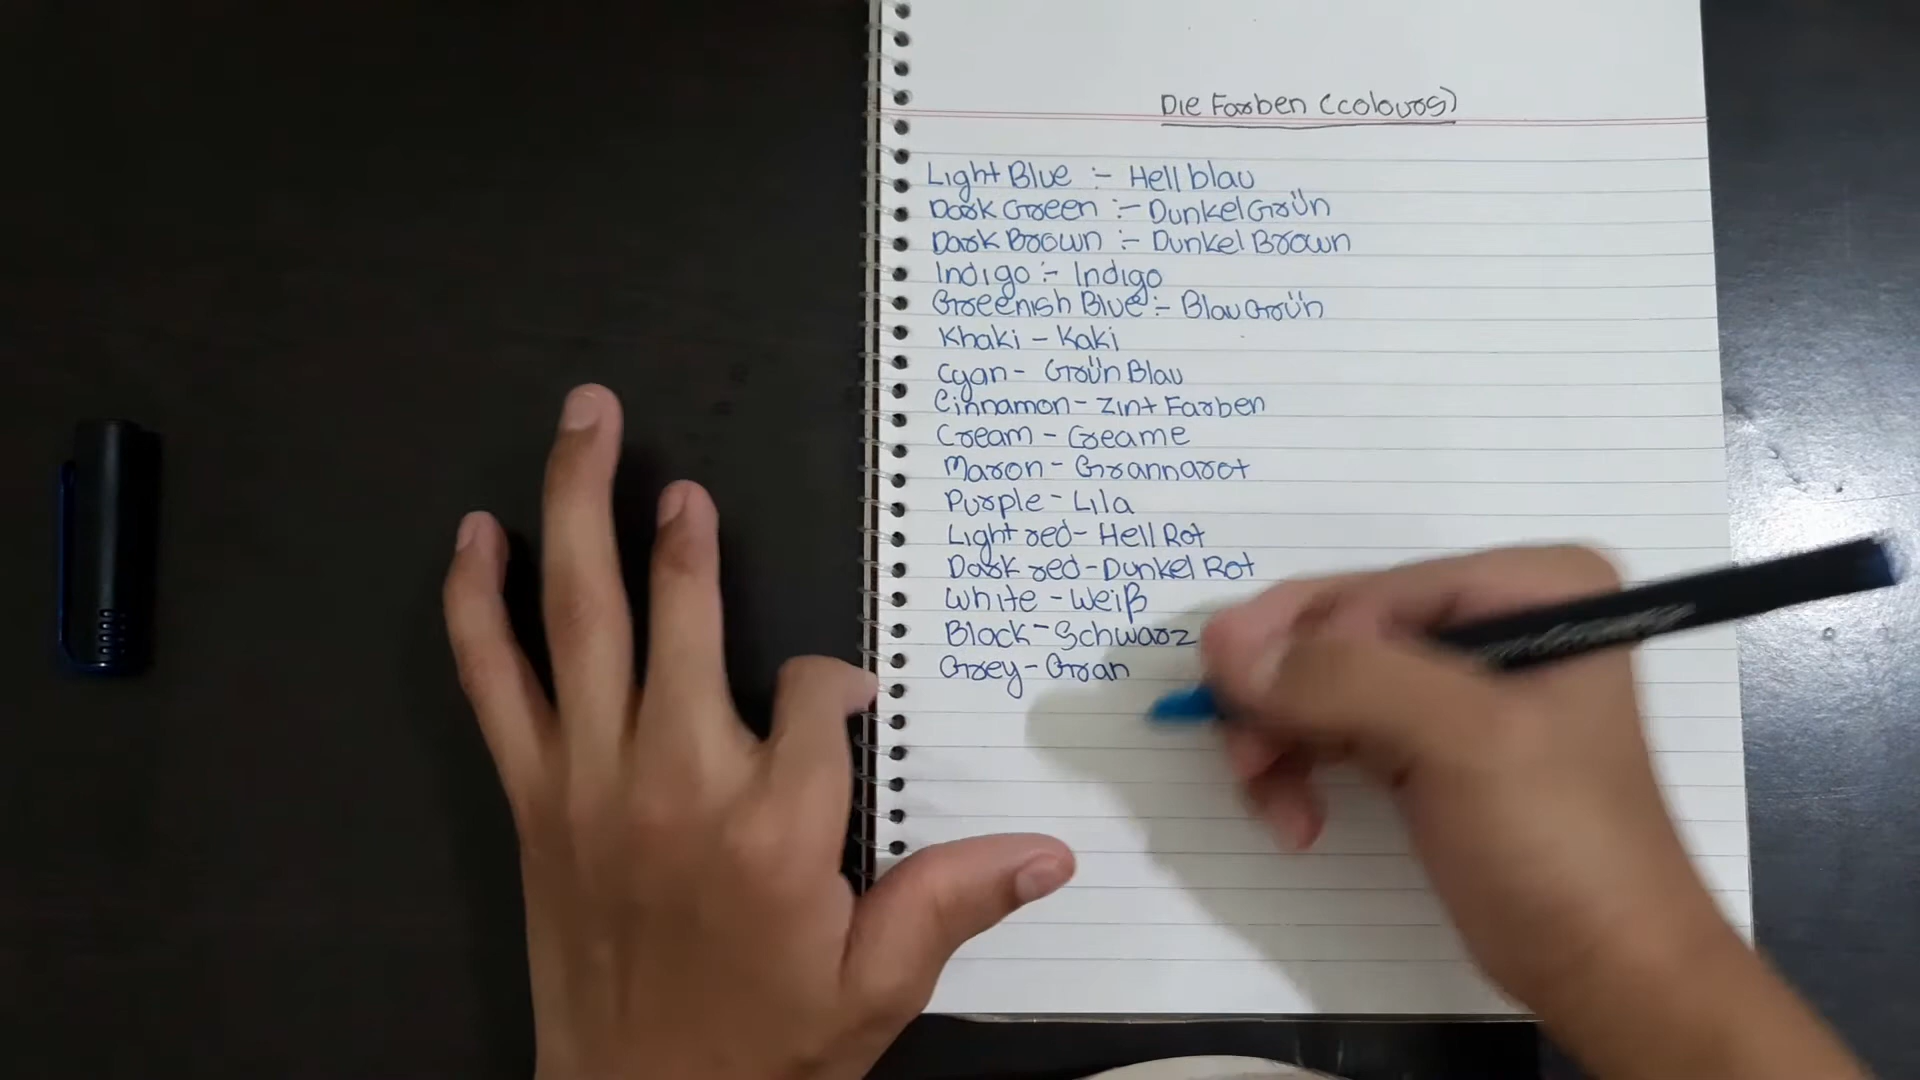 Die Farben (colours)
Light Blue :- Hell blau
Dark Green :- Dunkel Grün
Dark Brown :- Dunkel Brown
Indigo :- Indigo
Greenish Blue :- Blau Grün
Khaki - Kaki
Cyan - Grün Blau
Cinnamon - Zint Farben
Cream - Creame
Maron - Grannarot
Purple - Lila
Light red - Hell Rot
Dark red - Dunkel Rot
White - Weiß
Black - Schwarz
Grey - Gran